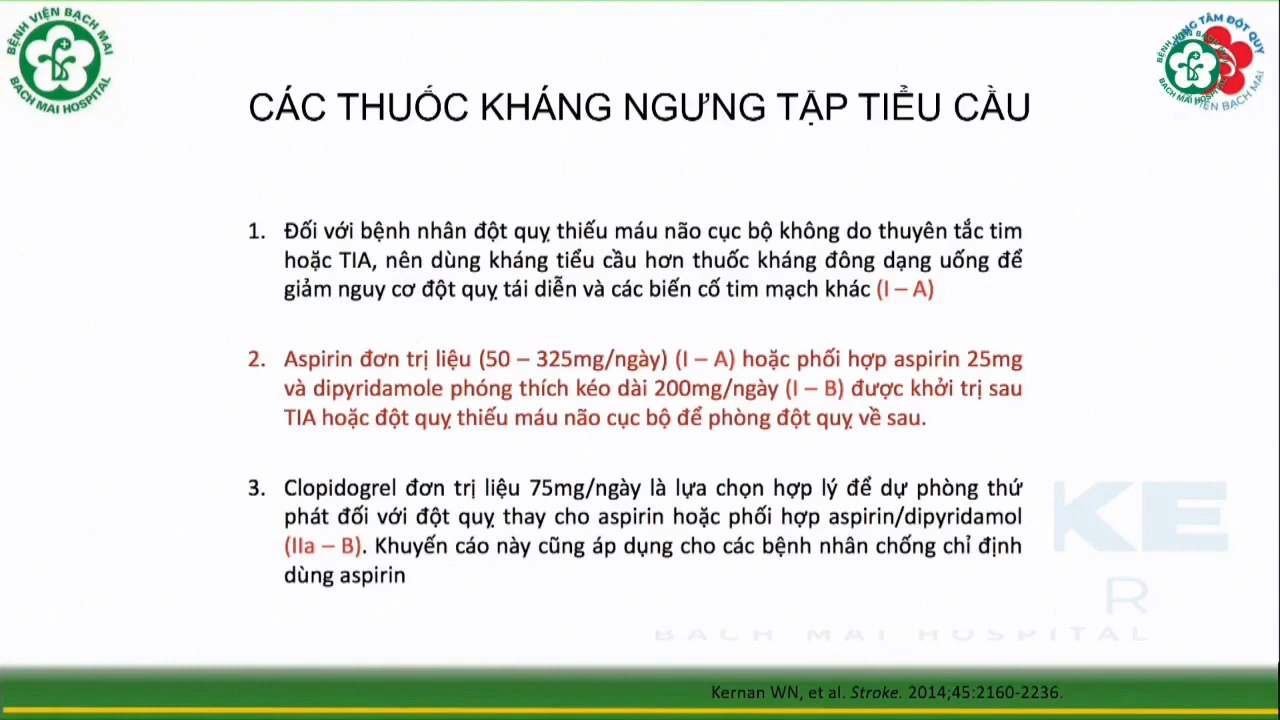 BỆNH VIỆN BẠCH MAI
BACH MAI HOSPITAL
CÁC THUỐC KHÁNG NGƯNG TẬP TIỂU CẦU
1. Đối với bệnh nhân đột quỵ thiếu máu não cục bộ không do thuyên tắc tim
hoặc TIA, nên dùng kháng tiểu cầu hơn thuốc kháng đông dạng uống để
giảm nguy cơ đột quỵ tái diễn và các biến cố tim mạch khác (I – A)
2. Aspirin đơn trị liệu (50 – 325mg/ngày) (I – A) hoặc phối hợp aspirin 25mg
và dipyridamole phóng thích kéo dài 200mg/ngày (I – B) được khởi trị sau
TIA hoặc đột quỵ thiếu máu não cục bộ để phòng đột quỵ về sau.
3. Clopidogrel đơn trị liệu 75mg/ngày là lựa chọn hợp lý để dự phòng thứ
phát đối với đột quỵ thay cho aspirin hoặc phối hợp aspirin/dipyridamol
(IIa – B). Khuyến cáo này cũng áp dụng cho các bệnh nhân chống chỉ định
dùng aspirin
KE
R
BACH MAI HOSPITAL
Kernan WN, et al. Stroke. 2014;45:2160-2236.